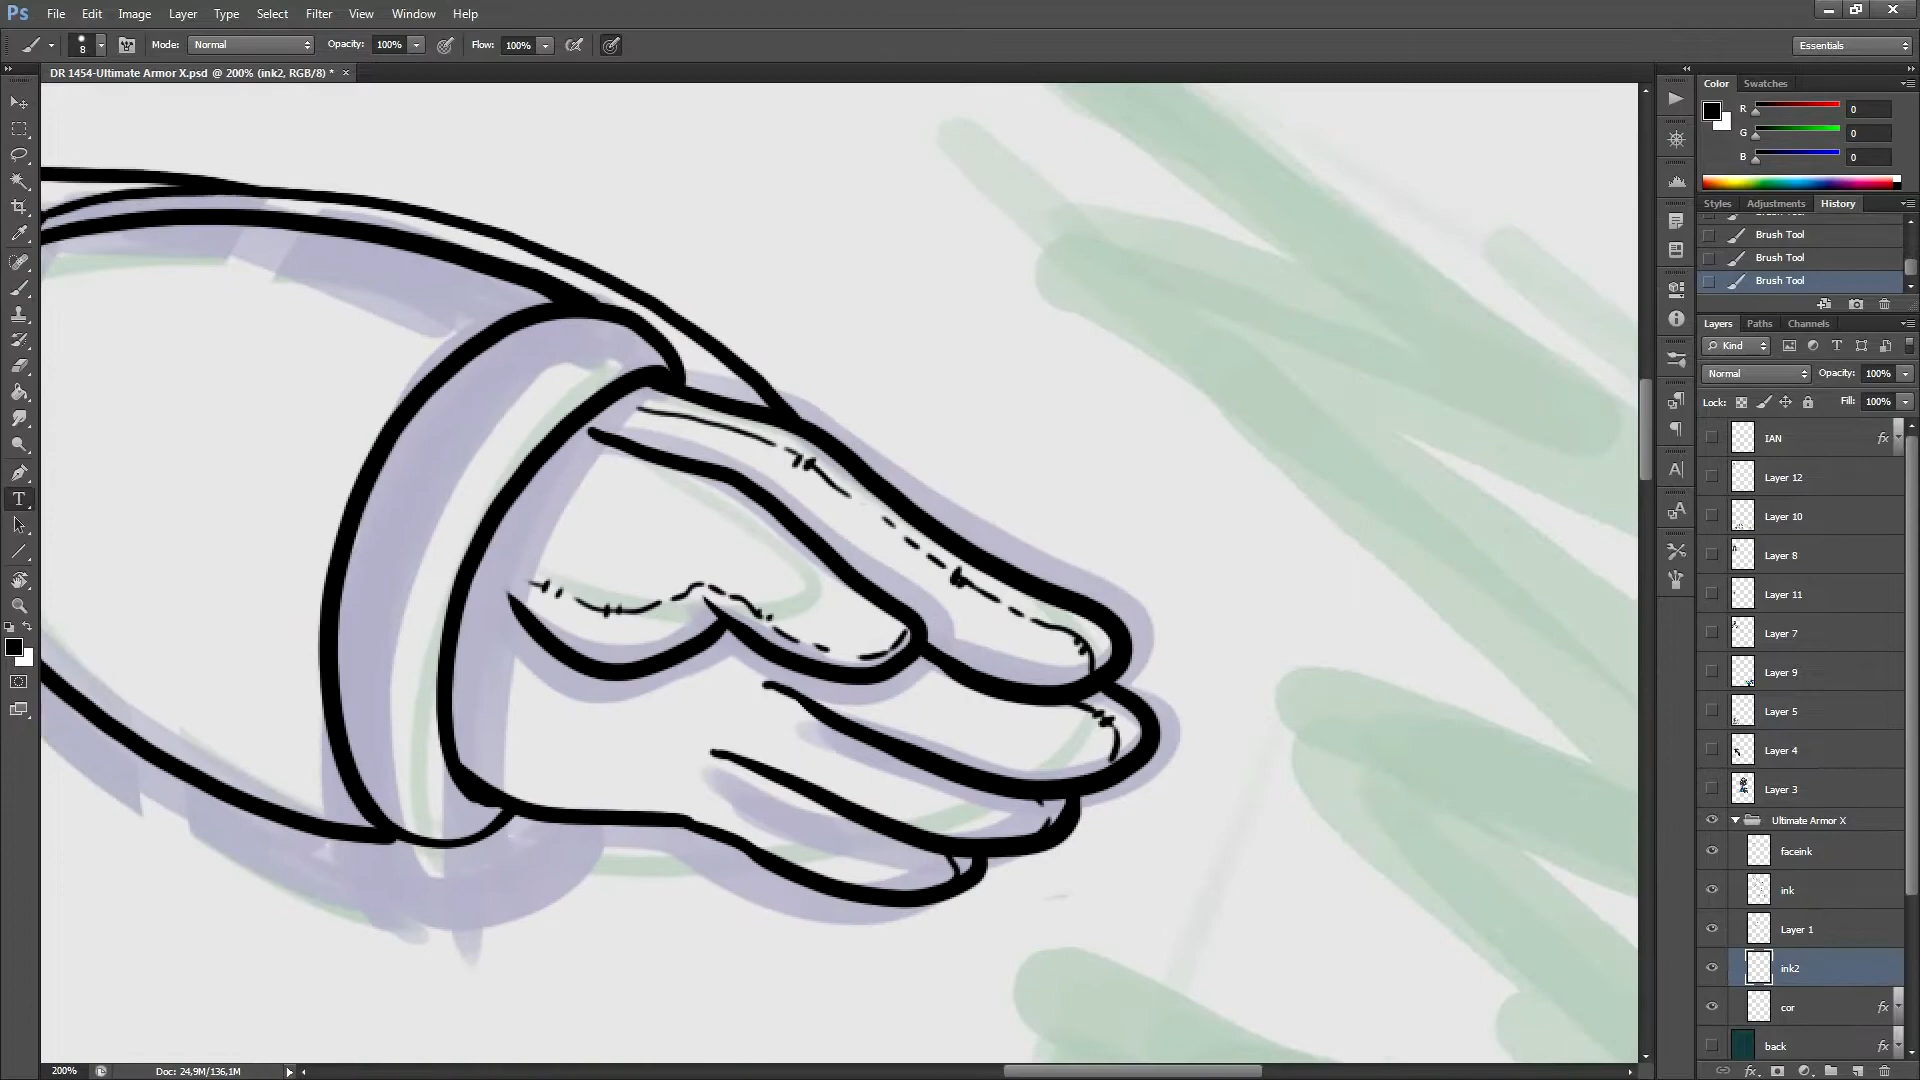 Ps File Edit Image Layer Type Select Filter View Window Help
8 Mode: Normal Opacity: 100% Flow: 100% Essentials
DR 1454-Ultimate Armor X.psd @ 200% (ink2, RGB/8) * ×
Color Swatches
R 0
G 0
B 0
Styles Adjustments History
Brush Tool
Brush Tool
Brush Tool
Layers Paths Channels
Kind
Normal Opacity: 100%
Lock: Fill: 100%
IAN fx
Layer 12
Layer 10
Layer 8
Layer 11
Layer 7
Layer 9
Layer 5
Layer 4
Layer 3
Ultimate Armor X
faceink
ink
Layer 1
ink2
cor fx
back fx
200% Doc: 24,9M/136,1M